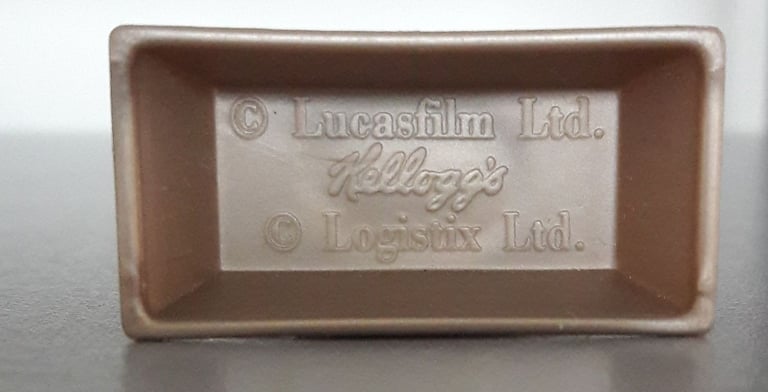 © Lucasfilm Ltd.
Kellogg's
© Logistix Ltd.